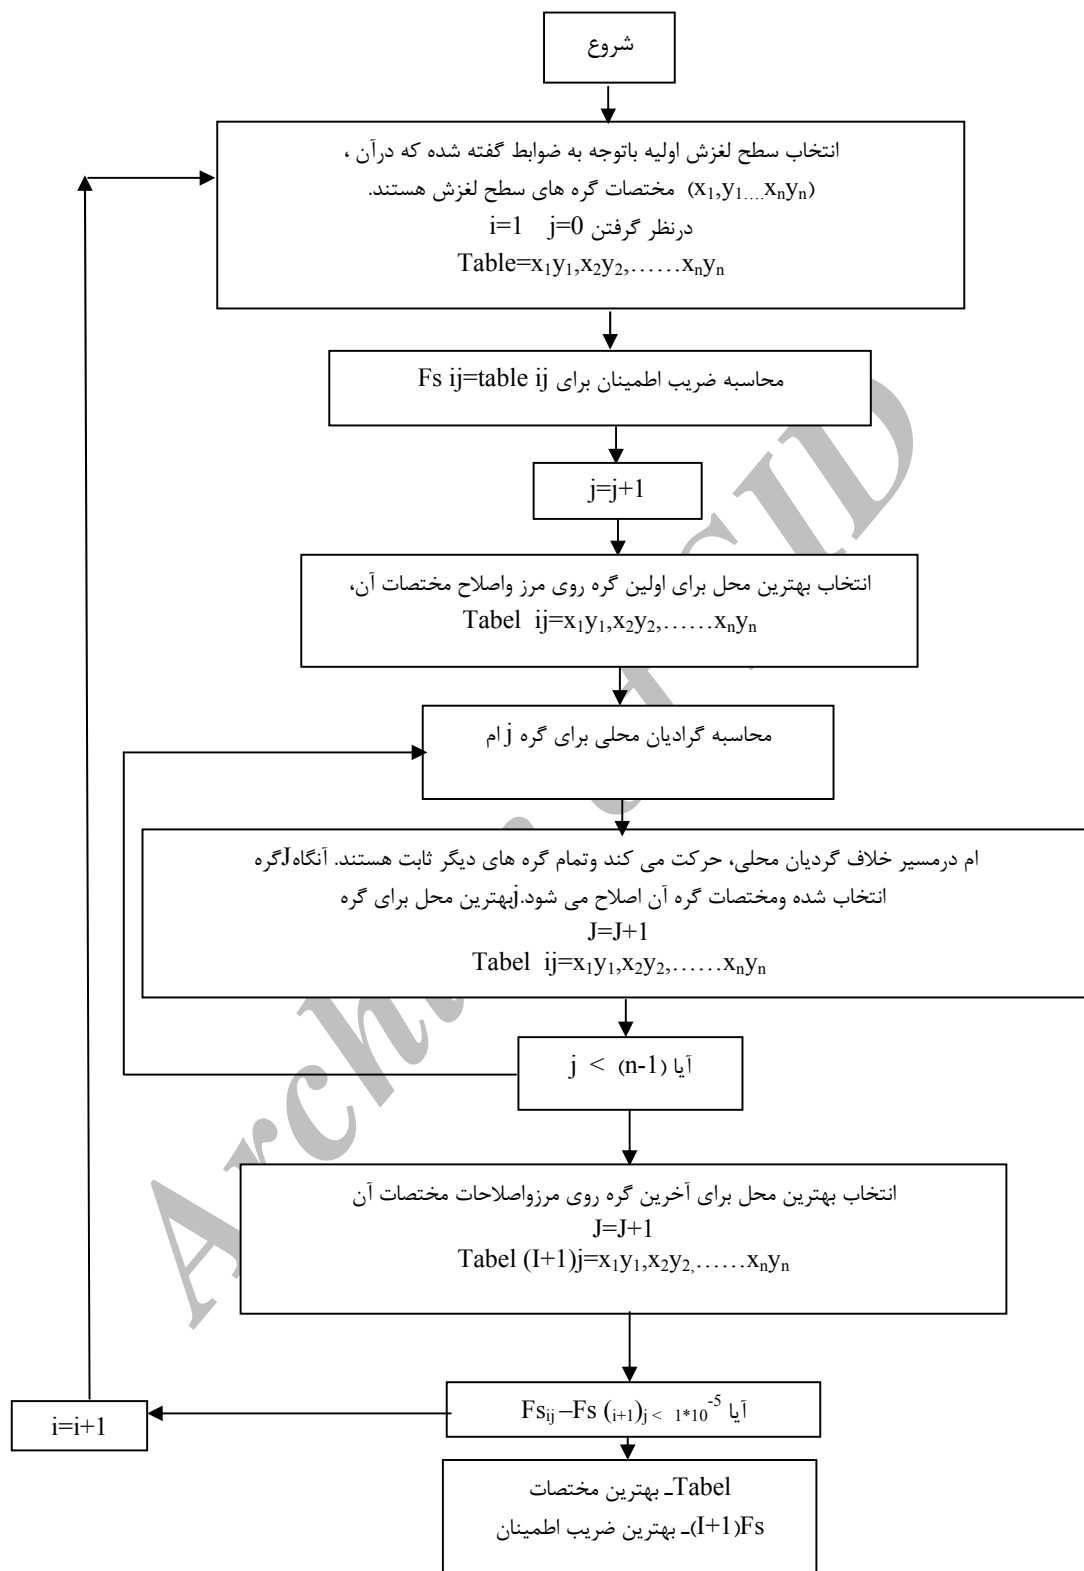 شروع
انتخاب سطح لغزش اولیه باتوجه به ضوابط گفته شده که درآن ،
(x₁,y₁....xₙyₙ) مختصات گره های سطح لغزش هستند.
درنظر گرفتن i=1 j=0
Table=x₁y₁,x₂y₂,......xₙyₙ
محاسبه ضریب اطمینان برای Fs ij=table ij
j=j+1
انتخاب بهترین محل برای اولین گره روی مرز واصلاح مختصات آن،
Tabel ij=x₁y₁,x₂y₂,......xₙyₙ
محاسبه گرادیان محلی برای گره j ام
ام درمسیر خلاف گردیان محلی، حرکت می کند وتمام گره های دیگر ثابت هستند. آنگاهJگره
انتخاب شده ومختصات گره آن اصلاح می شود.jبهترین محل برای گره
J=J+1
Tabel ij=x₁y₁,x₂y₂,......xₙyₙ
آیا j < (n-1)
انتخاب بهترین محل برای آخرین گره روی مرزواصلاحات مختصات آن
J=J+1
Tabel (I+1)j=x₁y₁,x₂y₂,......xₙyₙ
آیا Fsᵢⱼ–Fs (ᵢ₊₁)ⱼ < 1*10⁻⁵
i=i+1
Tabelـ بهترین مختصات
(I+1)Fsـ بهترین ضریب اطمینان
Archive of SID